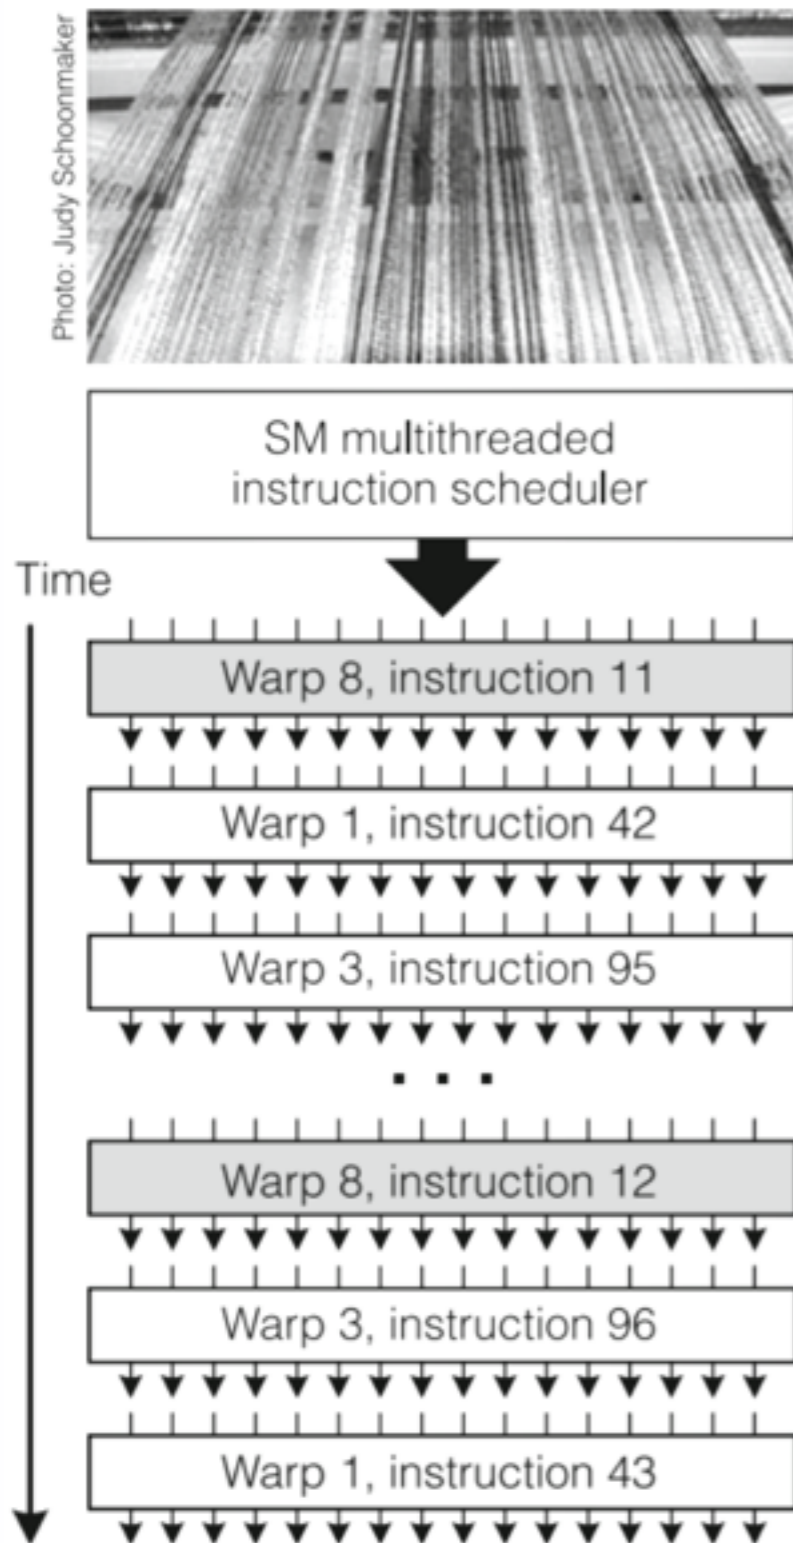 Photo: Judy Schoonmaker
SM multithreaded
instruction scheduler
Time
Warp 8, instruction 11
Warp 1, instruction 42
Warp 3, instruction 95
. . .
Warp 8, instruction 12
Warp 3, instruction 96
Warp 1, instruction 43